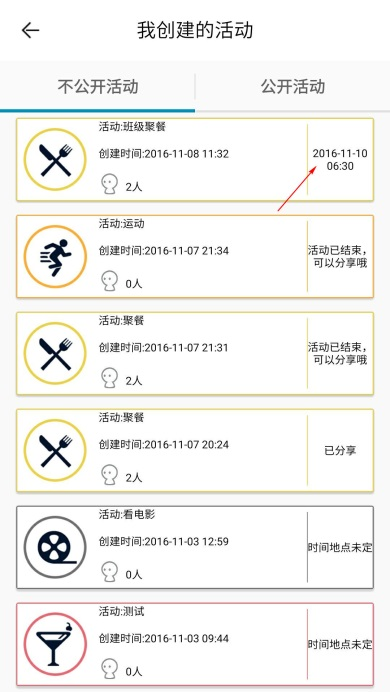 我创建的活动
不公开活动
公开活动
活动:班级聚餐
创建时间:2016-11-08 11:32
2人
2016-11-10
06:30
活动:运动
创建时间:2016-11-07 21:34
0人
活动已结束,
可以分享哦
活动:聚餐
创建时间:2016-11-07 21:31
2人
活动已结束,
可以分享哦
活动:聚餐
创建时间:2016-11-07 20:24
2人
已分享
活动:看电影
创建时间:2016-11-03 12:59
0人
时间地点未定
活动:测试
创建时间:2016-11-03 09:44
0人
时间地点未定